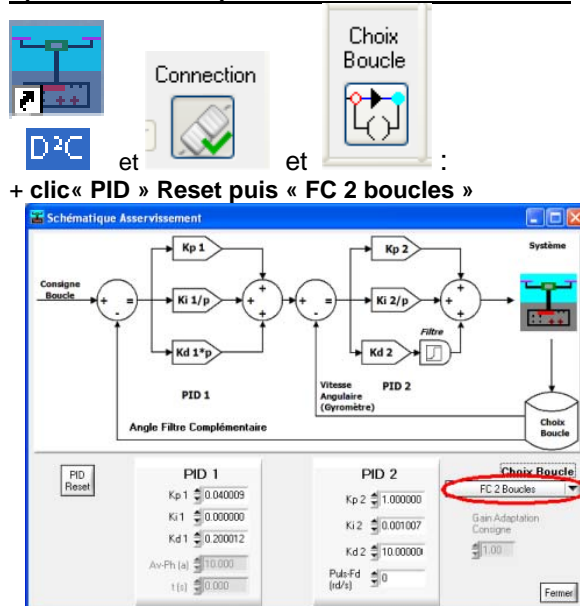 Choix
Boucle
Connection
D²C
et
et
:
+ clic« PID » Reset puis « FC 2 boucles »
Schématique Asservissement
Système
Consigne
Boucle
Kp 1
Ki 1/p
Kd 1*p
Kp 2
Ki 2/p
Kd 2
Filtre
+
-
=
+
+
+
+
-
=
+
+
+
PID 1
Vitesse
Angulaire
(Gyromètre)
PID 2
Angle Filtre Complémentaire
Choix
Boucle
PID
Reset
PID 1
Kp 1 0.040009
Ki 1 0.000000
Kd 1 0.200012
Av-Ph (a) 10.000
t (s) 0.000
PID 2
Kp 2 1.000000
Ki 2 0.001007
Kd 2 10.00000
Puls-Fd
(rd/s) 0
Choix Boucle
FC 2 Boucles
Gain Adaptation
Consigne
1.00
Fermer